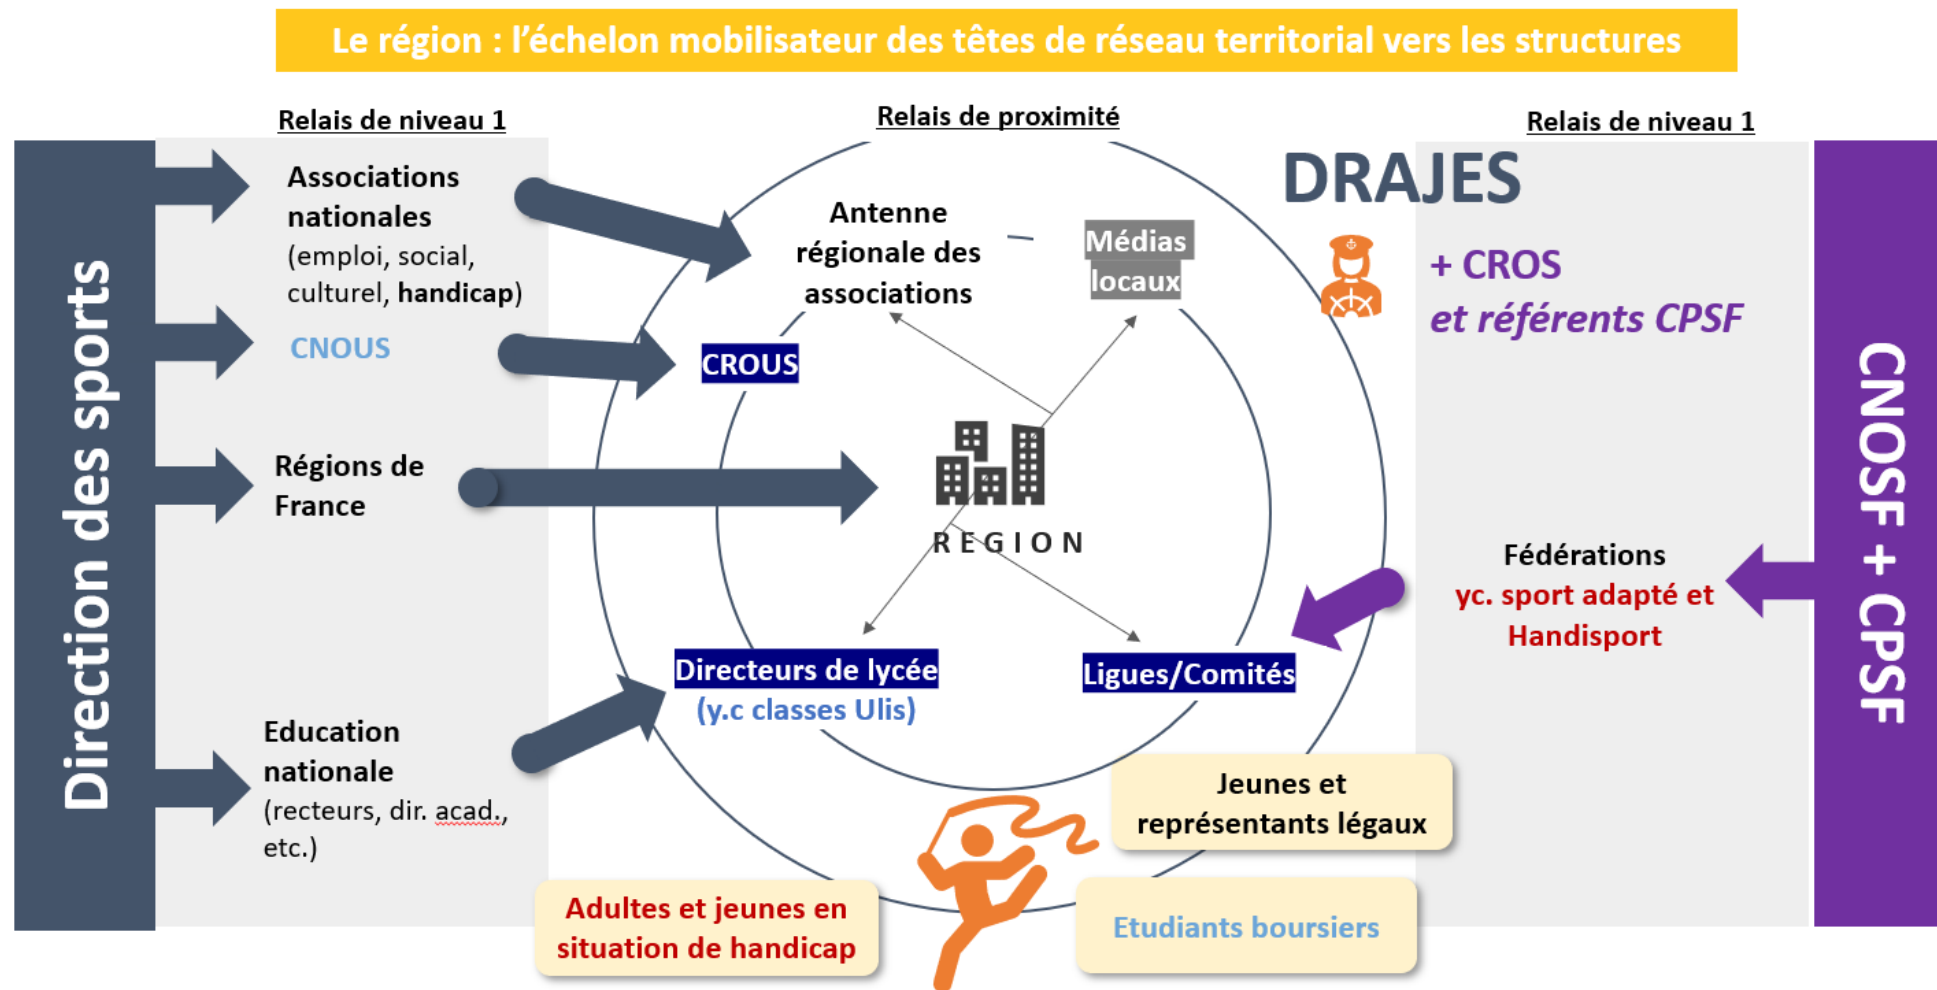 Le région : l’échelon mobilisateur des têtes de réseau territorial vers les structures
Relais de niveau 1
Relais de proximité
Relais de niveau 1
Direction des sports
Associations
nationales
(emploi, social,
culturel, handicap)
CNOUS
Régions de
France
Education
nationale
(recteurs, dir. acad.,
etc.)
Antenne
régionale des
associations
Médias
locaux
CROUS
REGION
Directeurs de lycée
(y.c classes Ulis)
Ligues/Comités
DRAJES
+ CROS
et référents CPSF
Fédérations
yc. sport adapté et
Handisport
CNOSF + CPSF
Jeunes et
représentants légaux
Adultes et jeunes en
situation de handicap
Etudiants boursiers